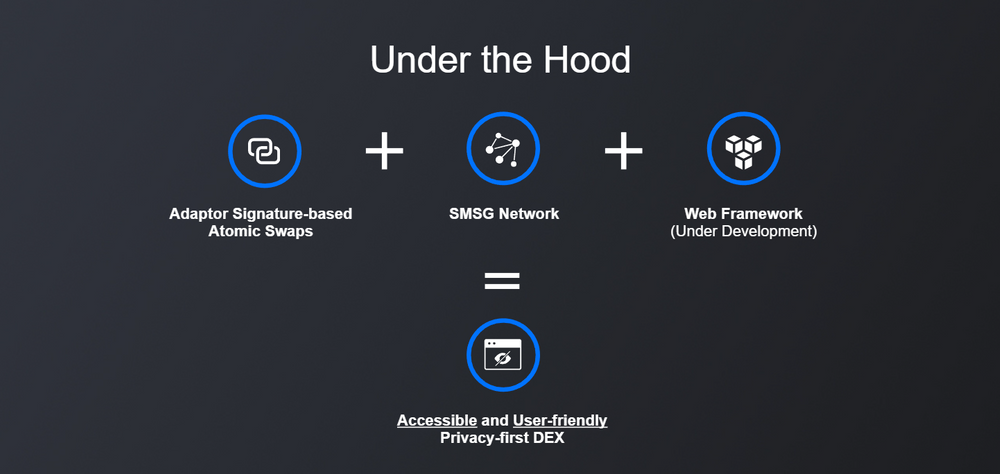 Under the Hood
Adaptor Signature-based
Atomic Swaps
SMSG Network
Web Framework
(Under Development)
Accessible and User-friendly
Privacy-first DEX